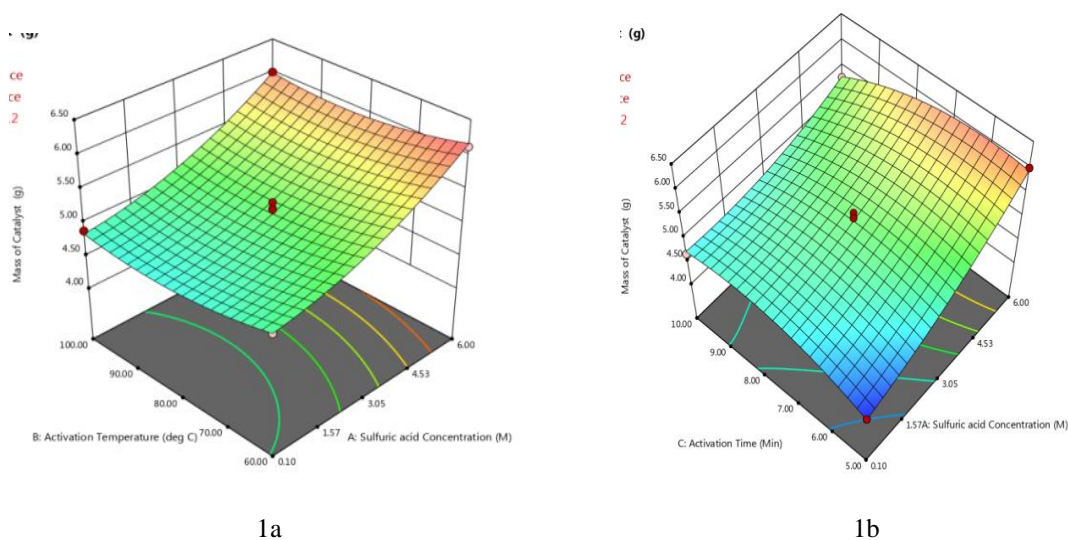 (g)
ce
ce
.2
6.50
6.00
5.50
5.00
4.50
4.00
Mass of Catalyst (g)
100.00
90.00
80.00
70.00
60.00
B: Activation Temperature (deg C)
6.00
4.53
3.05
1.57
0.10
A: Sulfuric acid Concentration (M)
1a
: (g)
ce
ce
.2
6.50
6.00
5.50
5.00
4.50
4.00
Mass of Catalyst (g)
10.00
9.00
8.00
7.00
6.00
5.00
C: Activation Time (Min)
6.00
4.53
3.05
1.57
0.10
A: Sulfuric acid Concentration (M)
1b